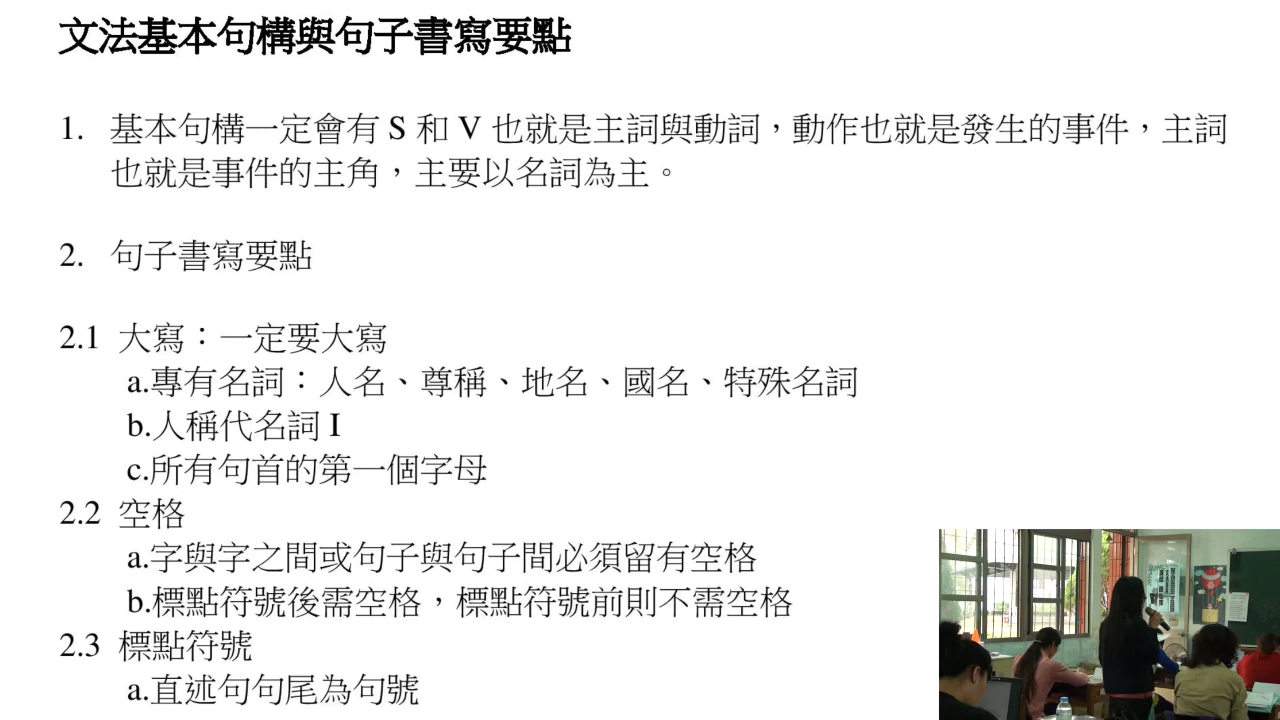 文法基本句構與句子書寫要點
1. 基本句構一定會有 S 和 V 也就是主詞與動詞，動作也就是發生的事件，主詞
也就是事件的主角，主要以名詞為主。
2. 句子書寫要點
2.1 大寫：一定要大寫
a.專有名詞：人名、尊稱、地名、國名、特殊名詞
b.人稱代名詞 I
c.所有句首的第一個字母
2.2 空格
a.字與字之間或句子與句子間必須留有空格
b.標點符號後需空格，標點符號前則不需空格
2.3 標點符號
a.直述句句尾為句號